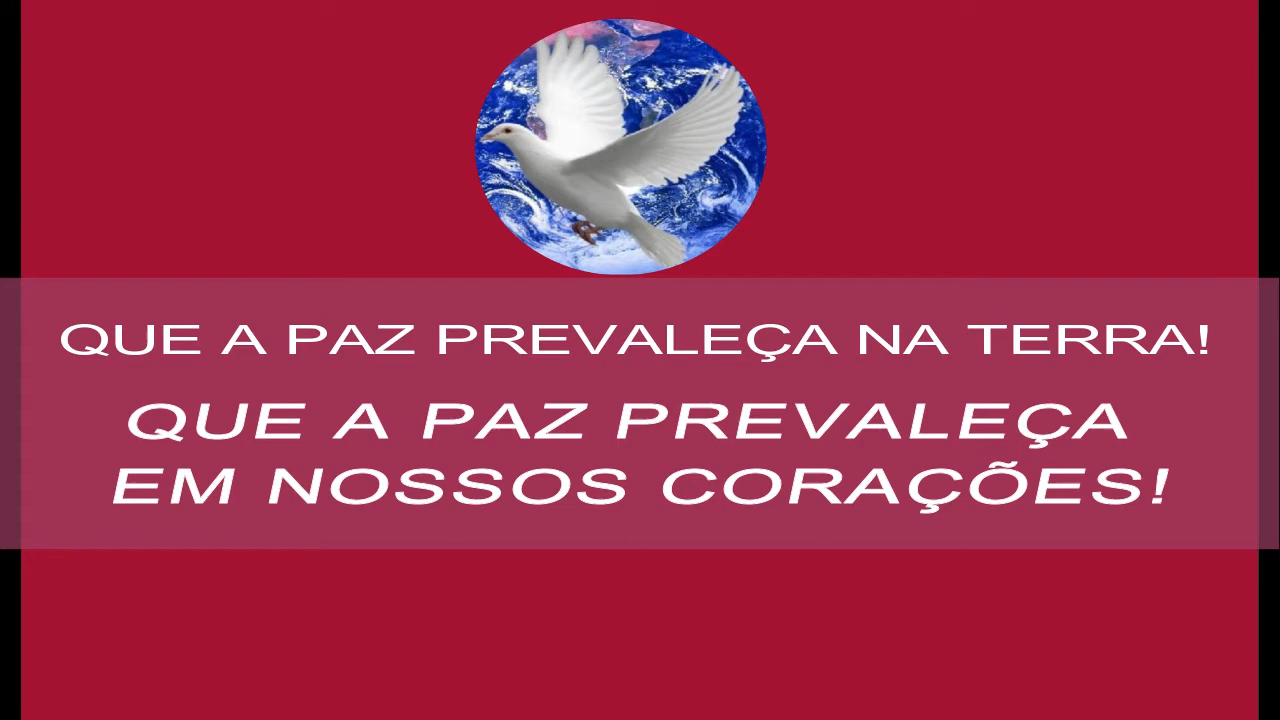 QUE A PAZ PREVALEÇA NA TERRA!
QUE A PAZ PREVALEÇA
EM NOSSOS CORAÇÕES!